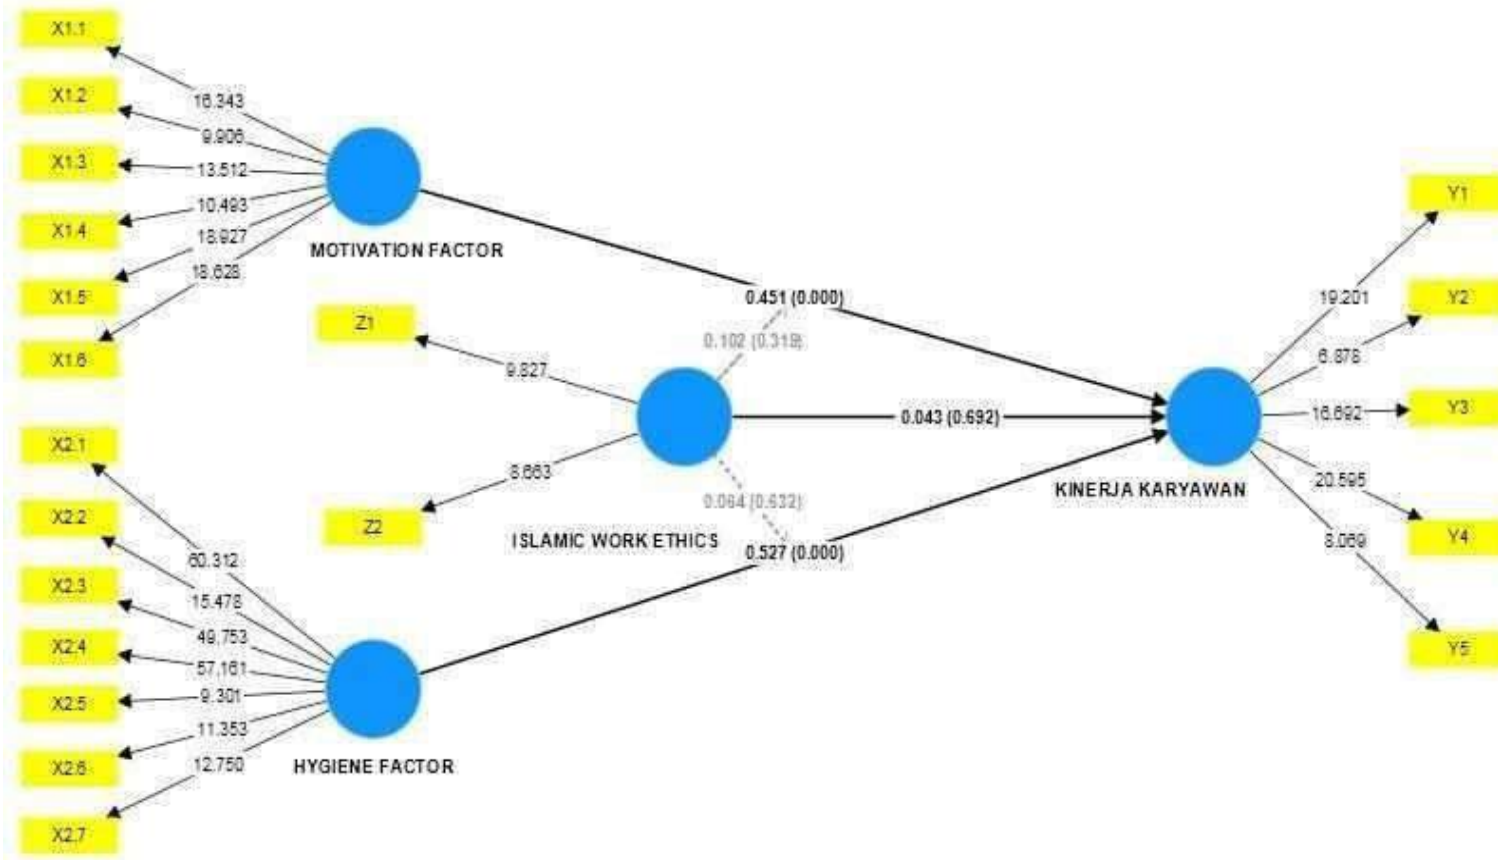 X1.1
X1.2
X1.3
X1.4
X1.5
X1.6
16.343
9.906
13.512
10.493
18.927
18.628
MOTIVATION FACTOR
Z1
Z2
9.827
8.663
ISLAMIC WORK ETHICS
0.451 (0.000)
0.102 (0.319)
0.043 (0.692)
0.064 (0.632)
0.527 (0.000)
X2.1
X2.2
X2.3
X2.4
X2.5
X2.6
X2.7
60.312
15.478
49.753
57.161
9.301
11.353
12.750
HYGIENE FACTOR
KINERJA KARYAWAN
19.201
6.878
16.692
20.595
8.069
Y1
Y2
Y3
Y4
Y5